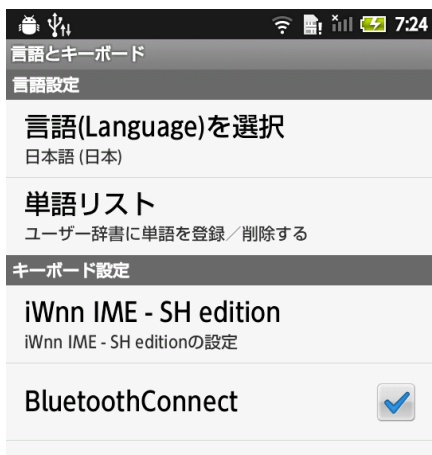 7:24
言語とキーボード
言語設定
言語(Language)を選択
日本語 (日本)
単語リスト
ユーザー辞書に単語を登録／削除する
キーボード設定
iWnn IME - SH edition
iWnn IME - SH editionの設定
BluetoothConnect